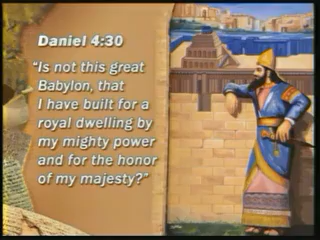 Daniel 4:30
“Is not this great
Babylon, that
I have built for a
royal dwelling by
my mighty power
and for the honor
of my majesty?”